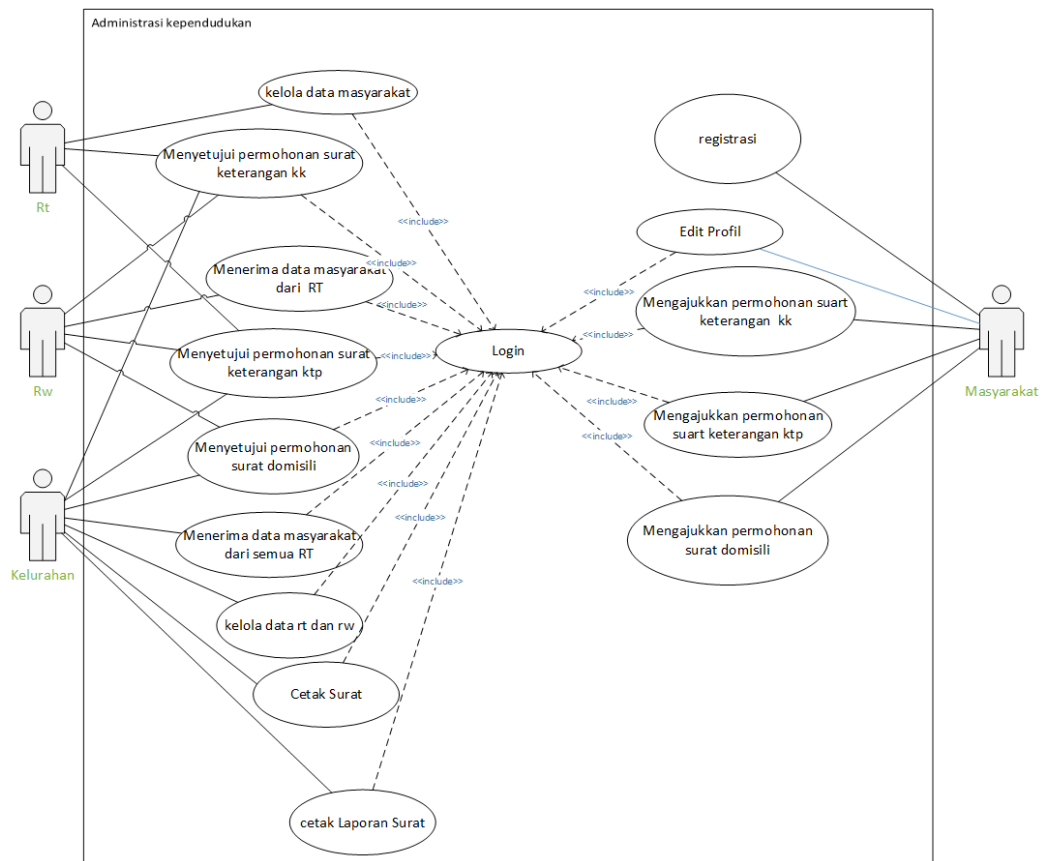 Administrasi kependudukan
kelola data masyarakat
registrasi
Menyetujui permohonan surat
keterangan kk
Rt
<<include>>
Edit Profil
<<include>>
<<include>>
Menerima data masyarakat
dari RT
<<include>>
<<include>>
Mengajukkan permohonan suart
keterangan kk
<<include>>
Menyetujui permohonan surat
keterangan ktp
<<include>>
Login
Rw
Masyarakat
<<include>>
<<include>>
Mengajukkan permohonan
suart keterangan ktp
<<include>>
Menyetujui permohonan
surat domisili
<<include>>
<<include>>
Menerima data masyarakat
dari semua RT
<<include>>
Mengajukkan permohonan
surat domisili
Kelurahan
<<include>>
kelola data rt dan rw
Cetak Surat
cetak Laporan Surat